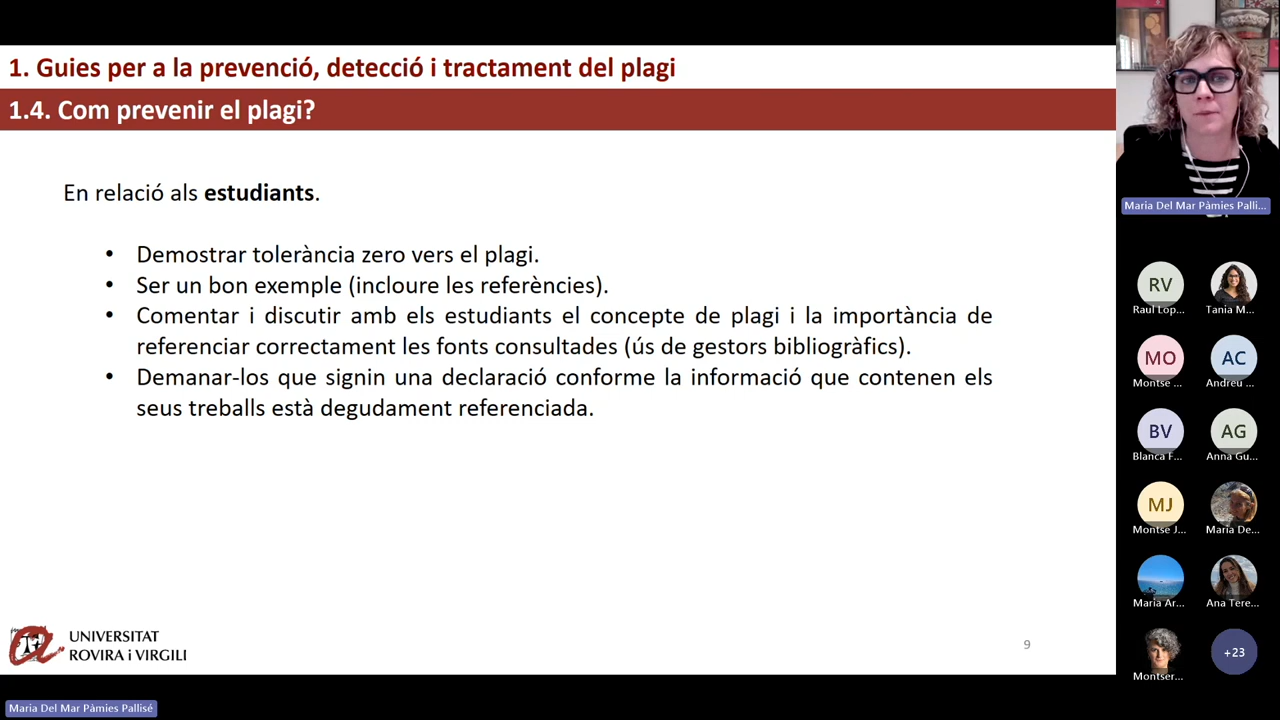 1. Guies per a la prevenció, detecció i tractament del plagi
1.4. Com prevenir el plagi?
En relació als estudiants.
• Demostrar tolerància zero vers el plagi.
• Ser un bon exemple (incloure les referències).
• Comentar i discutir amb els estudiants el concepte de plagi i la importància de
referenciar correctament les fonts consultades (ús de gestors bibliogràfics).
• Demanar-los que signin una declaració conforme la informació que contenen els
seus treballs està degudament referenciada.
UNIVERSITAT
ROVIRA i VIRGILI
9
Maria Del Mar Pàmies Pallisé
Maria Del Mar Pàmies Palli...
RV
Raul Lop...
Tania M...
MO
Montse ...
AC
Andreu ...
BV
Blanca F...
AG
Anna Gu...
MJ
Montse J...
Maria De...
Maria Ar...
Ana Tere...
Montser...
+23